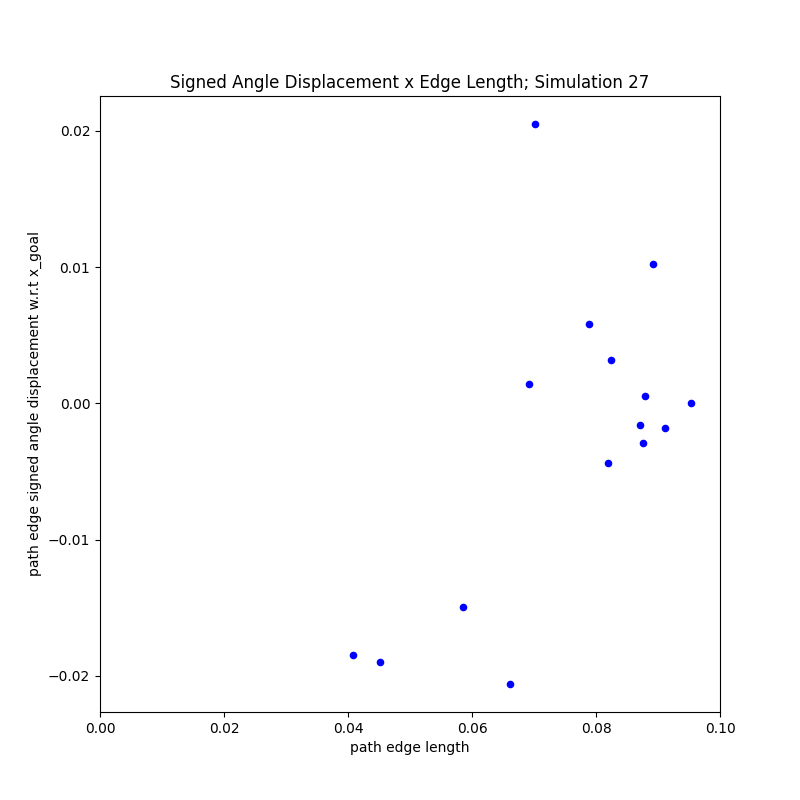 Signed Angle Displacement x Edge Length; Simulation 27
path edge signed angle displacement w.r.t x_goal
0.02
0.01
0.00
−0.01
−0.02
0.00 0.02 0.04 0.06 0.08 0.10
path edge length